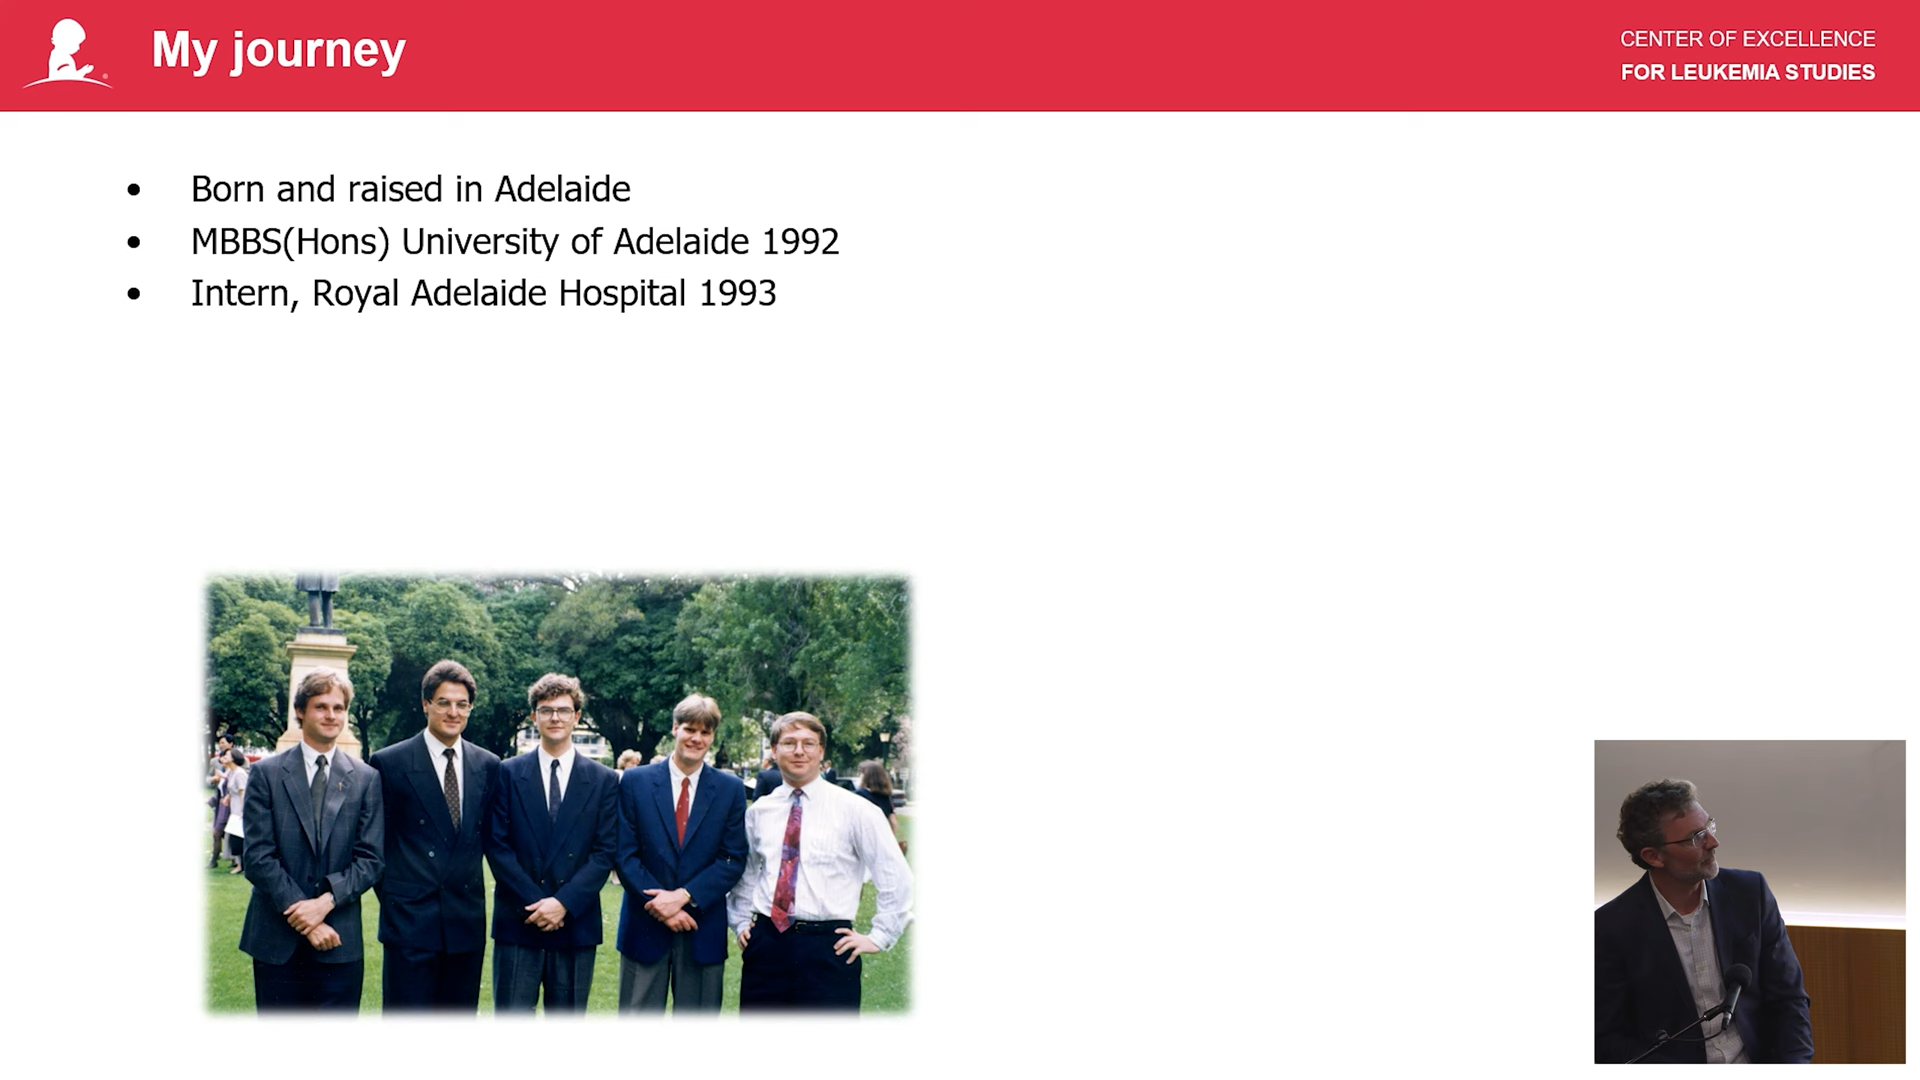 My journey
CENTER OF EXCELLENCE
FOR LEUKEMIA STUDIES
• Born and raised in Adelaide
• MBBS(Hons) University of Adelaide 1992
• Intern, Royal Adelaide Hospital 1993